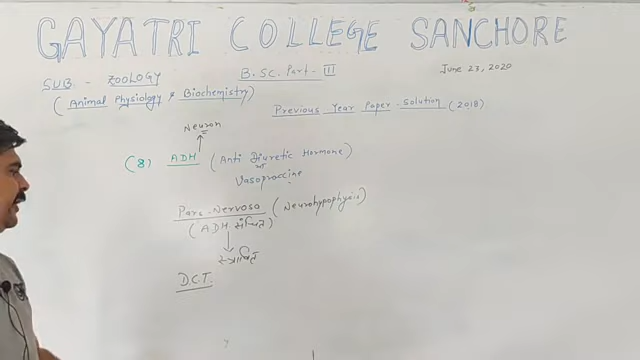 GAYATRI COLLEGE SANCHORE
SUB - ZOOLOGY B.Sc. Part - III June 23, 2020
(Animal Physiology & Biochemistry)
Previous Year Paper Solution (2018)
Neuron
(8) ADH (Anti Diuretic Hormone)
या
Vasoproccine
Pars-Nervosa (Neurohypophysis)
(ADH संचित)
स्त्रावित
D.C.T.